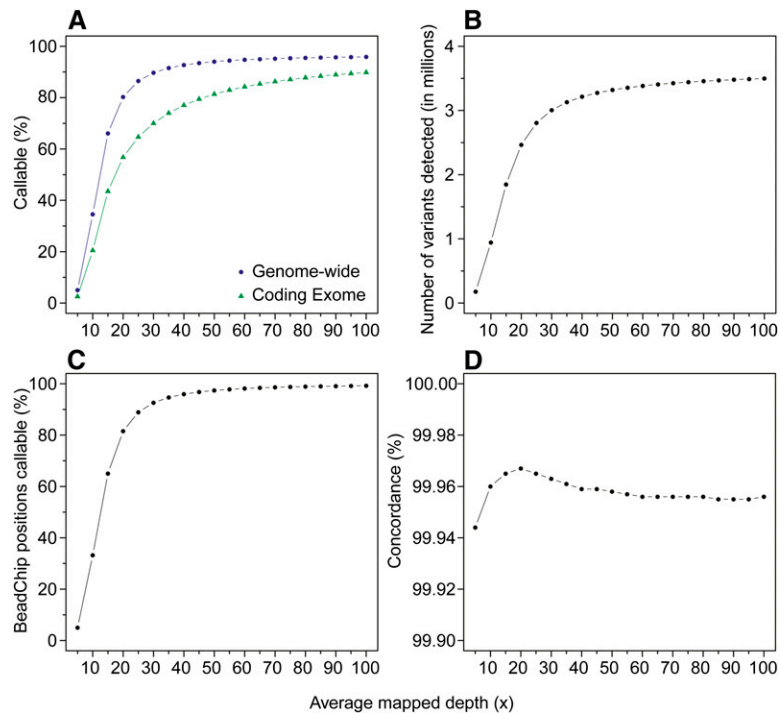 A
Callable (%)
100
80
60
40
20
0
Genome-wide
Coding Exome
10 20 30 40 50 60 70 80 90 100
B
Number of variants detected (in millions)
4
3
2
1
0
10 20 30 40 50 60 70 80 90 100
C
BeadChip positions callable (%)
100
80
60
40
20
0
10 20 30 40 50 60 70 80 90 100
D
Concordance (%)
100.00
99.98
99.96
99.94
99.92
99.90
10 20 30 40 50 60 70 80 90 100
Average mapped depth (x)